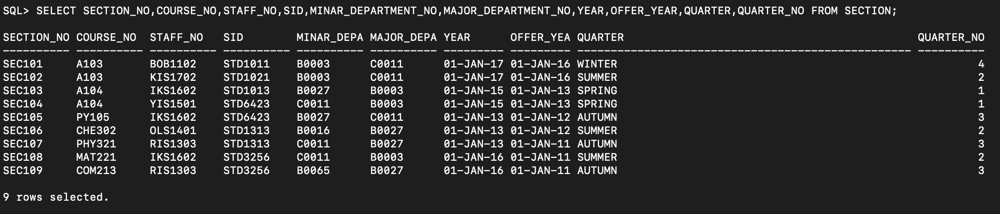 SQL> SELECT SECTION_NO,COURSE_NO,STAFF_NO,SID,MINAR_DEPARTMENT_NO,MAJOR_DEPARTMENT_NO,YEAR,OFFER_YEAR,QUARTER,QUARTER_NO FROM SECTION;
SECTION_NO COURSE_NO STAFF_NO SID MINAR_DEPA MAJOR_DEPA YEAR OFFER_YEA QUARTER QUARTER_NO
---------- ---------- ---------- ---------- ---------- ---------- --------- --------- -------------------------------------------------- ----------
SEC101 A103 BOB1102 STD1011 B0003 C0011 01-JAN-17 01-JAN-16 WINTER 4
SEC102 A103 KIS1702 STD1021 B0003 C0011 01-JAN-17 01-JAN-16 SUMMER 2
SEC103 A104 IKS1602 STD1013 B0027 B0003 01-JAN-15 01-JAN-13 SPRING 1
SEC104 A104 YIS1501 STD6423 C0011 B0003 01-JAN-15 01-JAN-13 SPRING 1
SEC105 PY105 IKS1602 STD6423 B0027 C0011 01-JAN-13 01-JAN-12 AUTUMN 3
SEC106 CHE302 OLS1401 STD1313 B0016 B0027 01-JAN-13 01-JAN-12 SUMMER 2
SEC107 PHY321 RIS1303 STD1313 C0011 B0027 01-JAN-13 01-JAN-11 AUTUMN 3
SEC108 MAT221 IKS1602 STD3256 C0011 B0003 01-JAN-16 01-JAN-11 SUMMER 2
SEC109 COM213 RIS1303 STD3256 B0065 B0027 01-JAN-16 01-JAN-11 AUTUMN 3
9 rows selected.